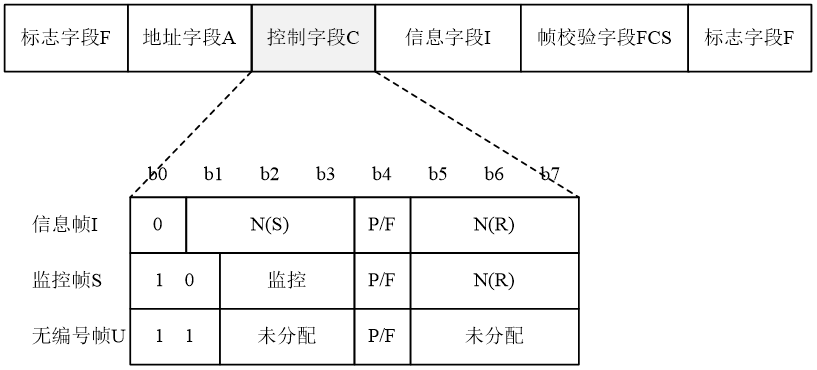 标志字段F 地址字段A 控制字段C 信息字段I 帧校验字段FCS 标志字段F
b0 b1 b2 b3 b4 b5 b6 b7
信息帧I 0 N(S) P/F N(R)
监控帧S 1 0 监控 P/F N(R)
无编号帧U 1 1 未分配 P/F 未分配